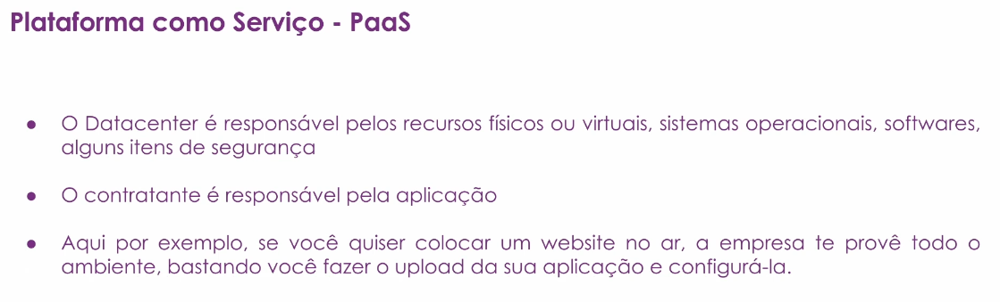 Plataforma como Serviço - PaaS
● O Datacenter é responsável pelos recursos físicos ou virtuais, sistemas operacionais, softwares,
alguns itens de segurança
● O contratante é responsável pela aplicação
● Aqui por exemplo, se você quiser colocar um website no ar, a empresa te provê todo o
ambiente, bastando você fazer o upload da sua aplicação e configurá-la.